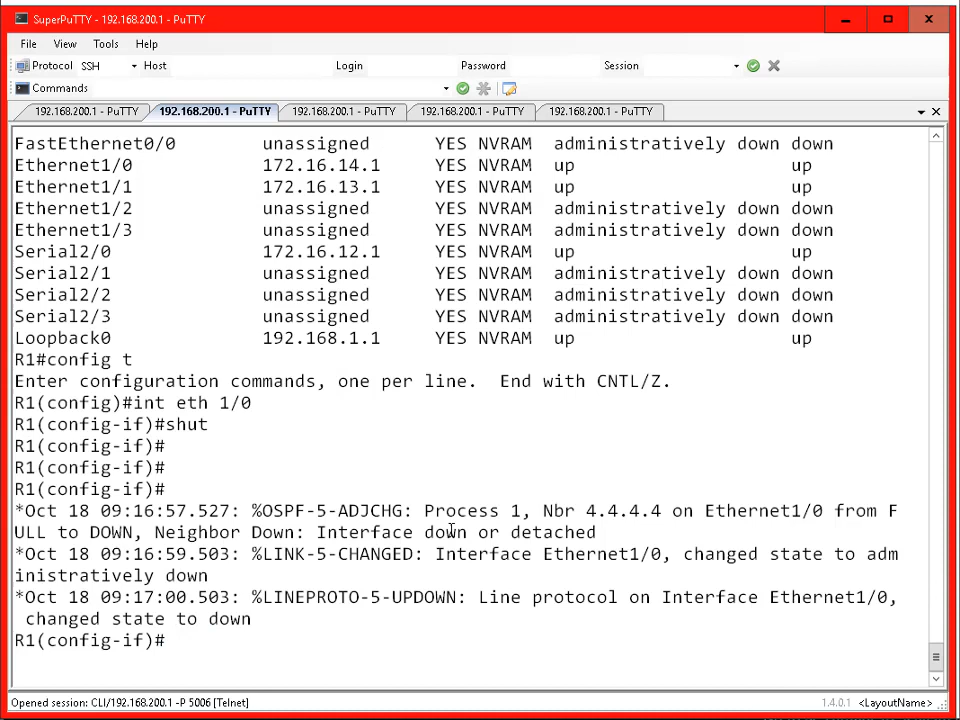 SuperPuTTY - 192.168.200.1 - PuTTY
File View Tools Help
Protocol SSH Host Login Password Session
Commands
192.168.200.1 - PuTTY 192.168.200.1 - PuTTY 192.168.200.1 - PuTTY 192.168.200.1 - PuTTY 192.168.200.1 - PuTTY
FastEthernet0/0 unassigned YES NVRAM administratively down down
Ethernet1/0 172.16.14.1 YES NVRAM up up
Ethernet1/1 172.16.13.1 YES NVRAM up up
Ethernet1/2 unassigned YES NVRAM administratively down down
Ethernet1/3 unassigned YES NVRAM administratively down down
Serial2/0 172.16.12.1 YES NVRAM up up
Serial2/1 unassigned YES NVRAM administratively down down
Serial2/2 unassigned YES NVRAM administratively down down
Serial2/3 unassigned YES NVRAM administratively down down
Loopback0 192.168.1.1 YES NVRAM up up
R1#config t
Enter configuration commands, one per line. End with CNTL/Z.
R1(config)#int eth 1/0
R1(config-if)#shut
R1(config-if)#
R1(config-if)#
R1(config-if)#
*Oct 18 09:16:57.527: %OSPF-5-ADJCHG: Process 1, Nbr 4.4.4.4 on Ethernet1/0 from F
ULL to DOWN, Neighbor Down: Interface down or detached
*Oct 18 09:16:59.503: %LINK-5-CHANGED: Interface Ethernet1/0, changed state to adm
inistratively down
*Oct 18 09:17:00.503: %LINEPROTO-5-UPDOWN: Line protocol on Interface Ethernet1/0,
changed state to down
R1(config-if)#
Opened session: CLI/192.168.200.1 -P 5006 [Telnet] 1.4.0.1 <LayoutName>